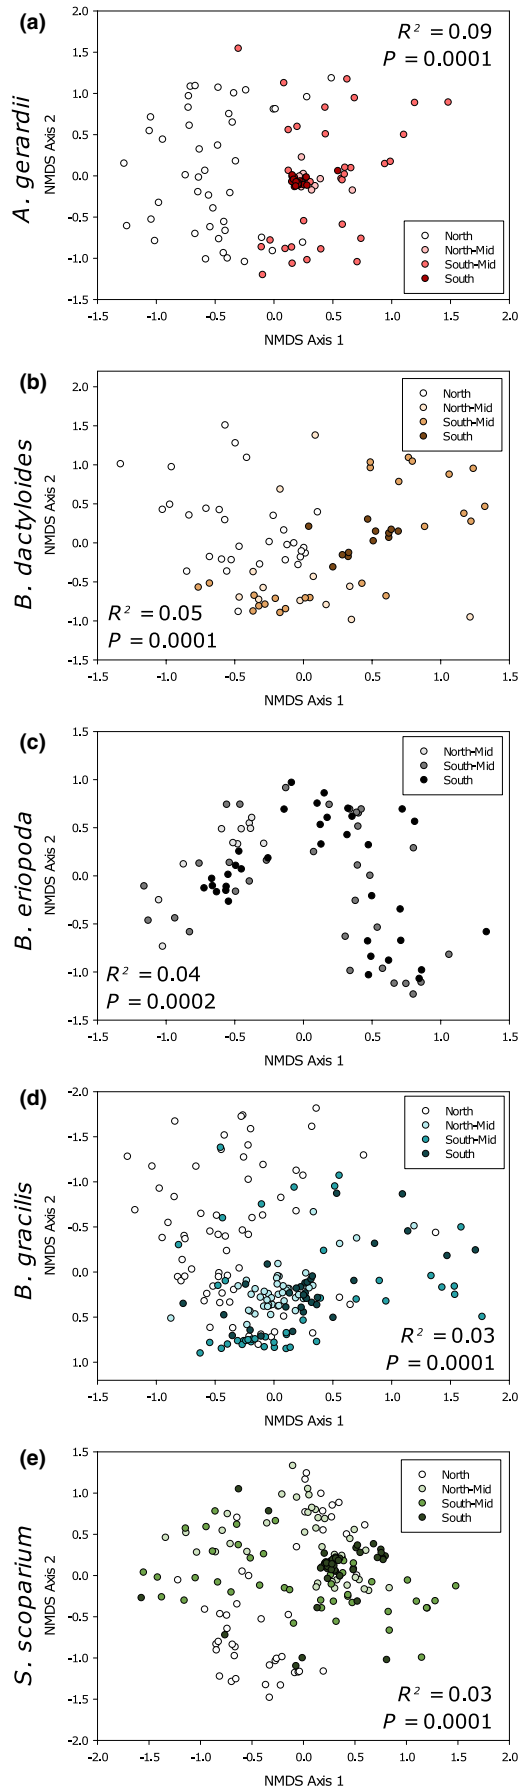 (a)
A. gerardii
NMDS Axis 2
2.0
1.5
1.0
0.5
0.0
-0.5
-1.0
-1.5
R² = 0.09
P = 0.0001
North
North-Mid
South-Mid
South
-1.5 -1.0 -0.5 0.0 0.5 1.0 1.5 2.0
NMDS Axis 1
(b)
B. dactyloides
NMDS Axis 2
2.0
1.5
1.0
0.5
0.0
-0.5
-1.0
-1.5
North
North-Mid
South-Mid
South
R² = 0.05
P = 0.0001
-1.5 -1.0 -0.5 0.0 0.5 1.0 1.5
NMDS Axis 1
(c)
B. eriopoda
NMDS Axis 2
1.5
1.0
0.5
0.0
-0.5
-1.0
-1.5
North-Mid
South-Mid
South
R² = 0.04
P = 0.0002
-1.5 -1.0 -0.5 0.0 0.5 1.0 1.5
NMDS Axis 1
(d)
B. gracilis
NMDS Axis 2
-2.0
-1.5
-1.0
-0.5
0.0
0.5
1.0
North
North-Mid
South-Mid
South
R² = 0.03
P = 0.0001
-1.5 -1.0 -0.5 0.0 0.5 1.0 1.5 2.0
NMDS Axis 1
(e)
S. scoparium
NMDS Axis 2
1.5
1.0
0.5
0.0
-0.5
-1.0
-1.5
-2.0
North
North-Mid
South-Mid
South
R² = 0.03
P = 0.0001
-2.0 -1.5 -1.0 -0.5 0.0 0.5 1.0 1.5 2.0
NMDS Axis 1